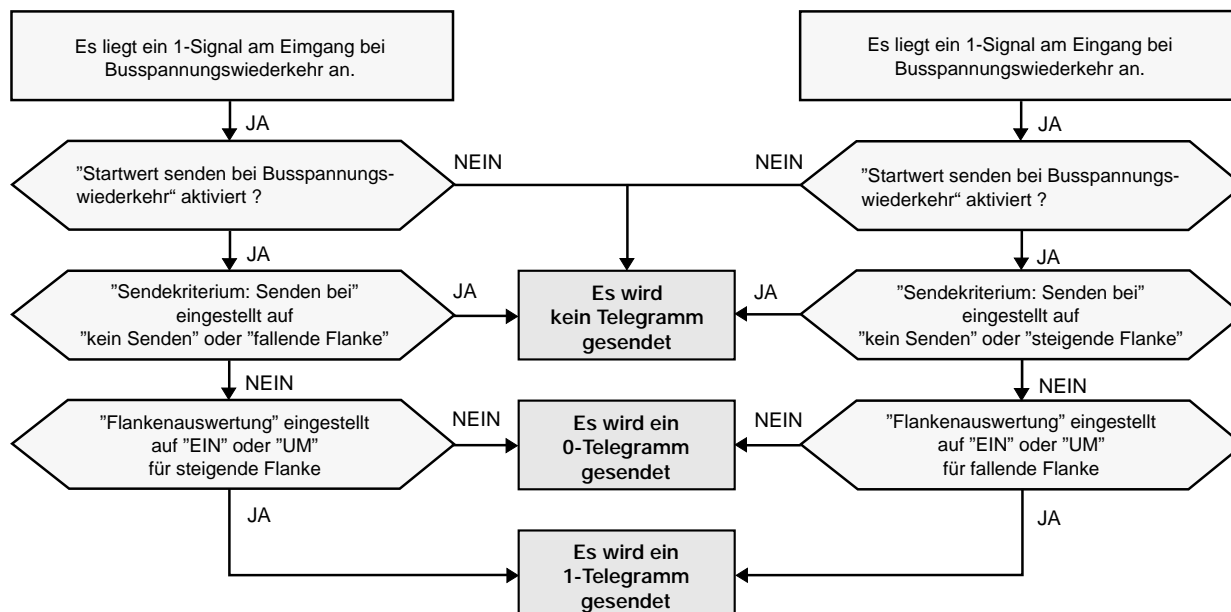 Es liegt ein 1-Signal am Eimgang bei
Busspannungswiederkehr an.
JA
”Startwert senden bei Busspannungs-
wiederkehr“ aktiviert ?
NEIN
JA
”Sendekriterium: Senden bei”
eingestellt auf
”kein Senden” oder ”fallende Flanke”
JA
NEIN
”Flankenauswertung” eingestellt
auf ”EIN” oder ”UM”
für steigende Flanke
NEIN
JA
Es wird
kein Telegramm
gesendet
Es wird ein
0-Telegramm
gesendet
Es wird ein
1-Telegramm
gesendet
Es liegt ein 1-Signal am Eingang bei
Busspannungswiederkehr an.
JA
NEIN
”Startwert senden bei Busspannungs-
wiederkehr“ aktiviert ?
JA
JA
”Sendekriterium: Senden bei”
eingestellt auf
”kein Senden” oder ”steigende Flanke”
NEIN
NEIN
”Flankenauswertung” eingestellt
auf ”EIN” oder ”UM”
für fallende Flanke
JA